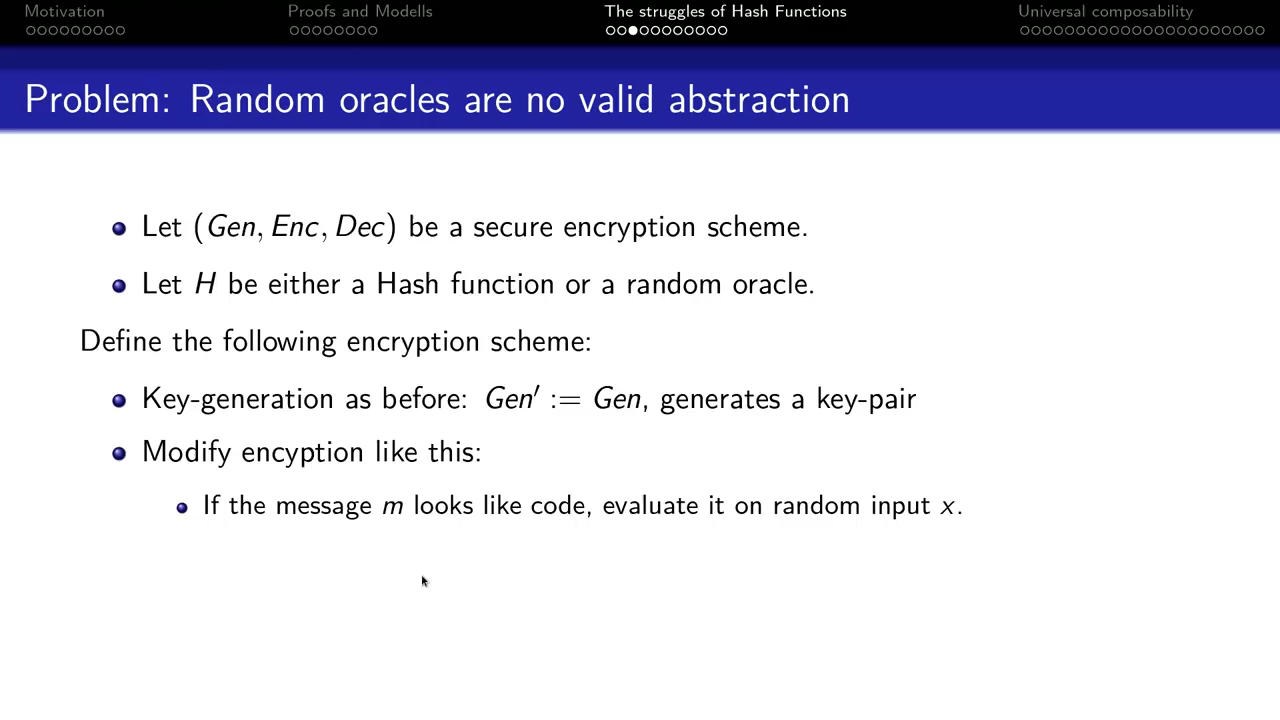 Motivation
Proofs and Modells
The struggles of Hash Functions
Universal composability
Problem: Random oracles are no valid abstraction
Let (Gen, Enc, Dec) be a secure encryption scheme.
Let H be either a Hash function or a random oracle.
Define the following encryption scheme:
Key-generation as before: Gen′ := Gen, generates a key-pair
Modify encyption like this:
If the message m looks like code, evaluate it on random input x.